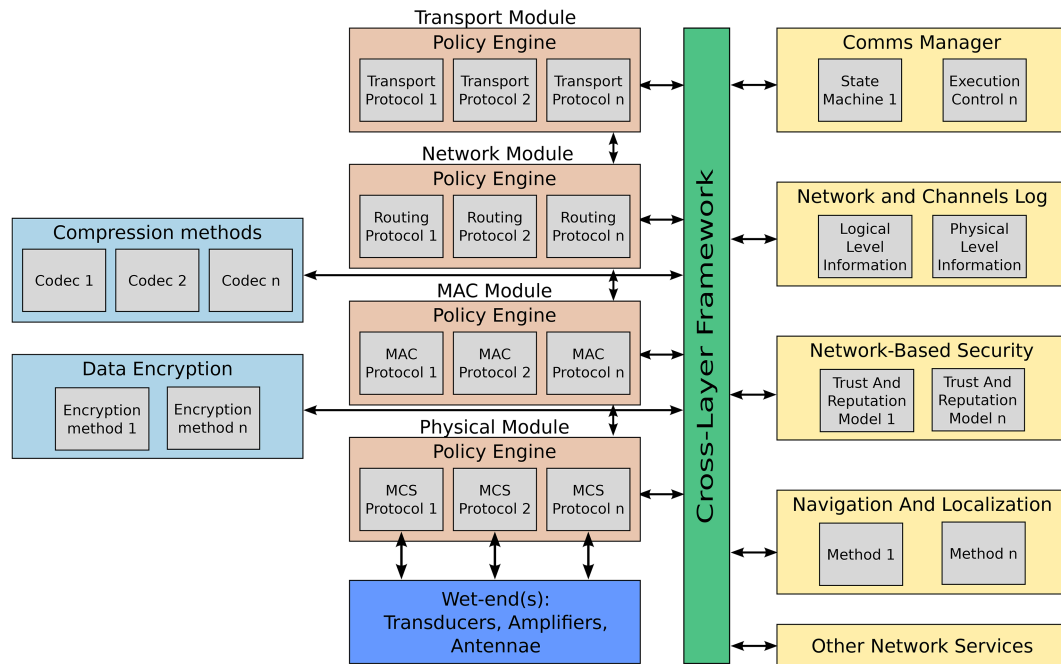 Transport Module
Policy Engine
Transport
Protocol 1
Transport
Protocol 2
Transport
Protocol n
Network Module
Policy Engine
Routing
Protocol 1
Routing
Protocol 2
Routing
Protocol n
MAC Module
Policy Engine
MAC
Protocol 1
MAC
Protocol 2
MAC
Protocol n
Physical Module
Policy Engine
MCS
Protocol 1
MCS
Protocol 2
MCS
Protocol n
Wet-end(s):
Transducers, Amplifiers,
Antennae
Compression methods
Codec 1
Codec 2
Codec n
Data Encryption
Encryption
method 1
Encryption
method n
Cross-Layer Framework
Comms Manager
State
Machine 1
Execution
Control n
Network and Channels Log
Logical
Level
Information
Physical
Level
Information
Network-Based Security
Trust And
Reputation
Model 1
Trust And
Reputation
Model n
Navigation And Localization
Method 1
Method n
Other Network Services